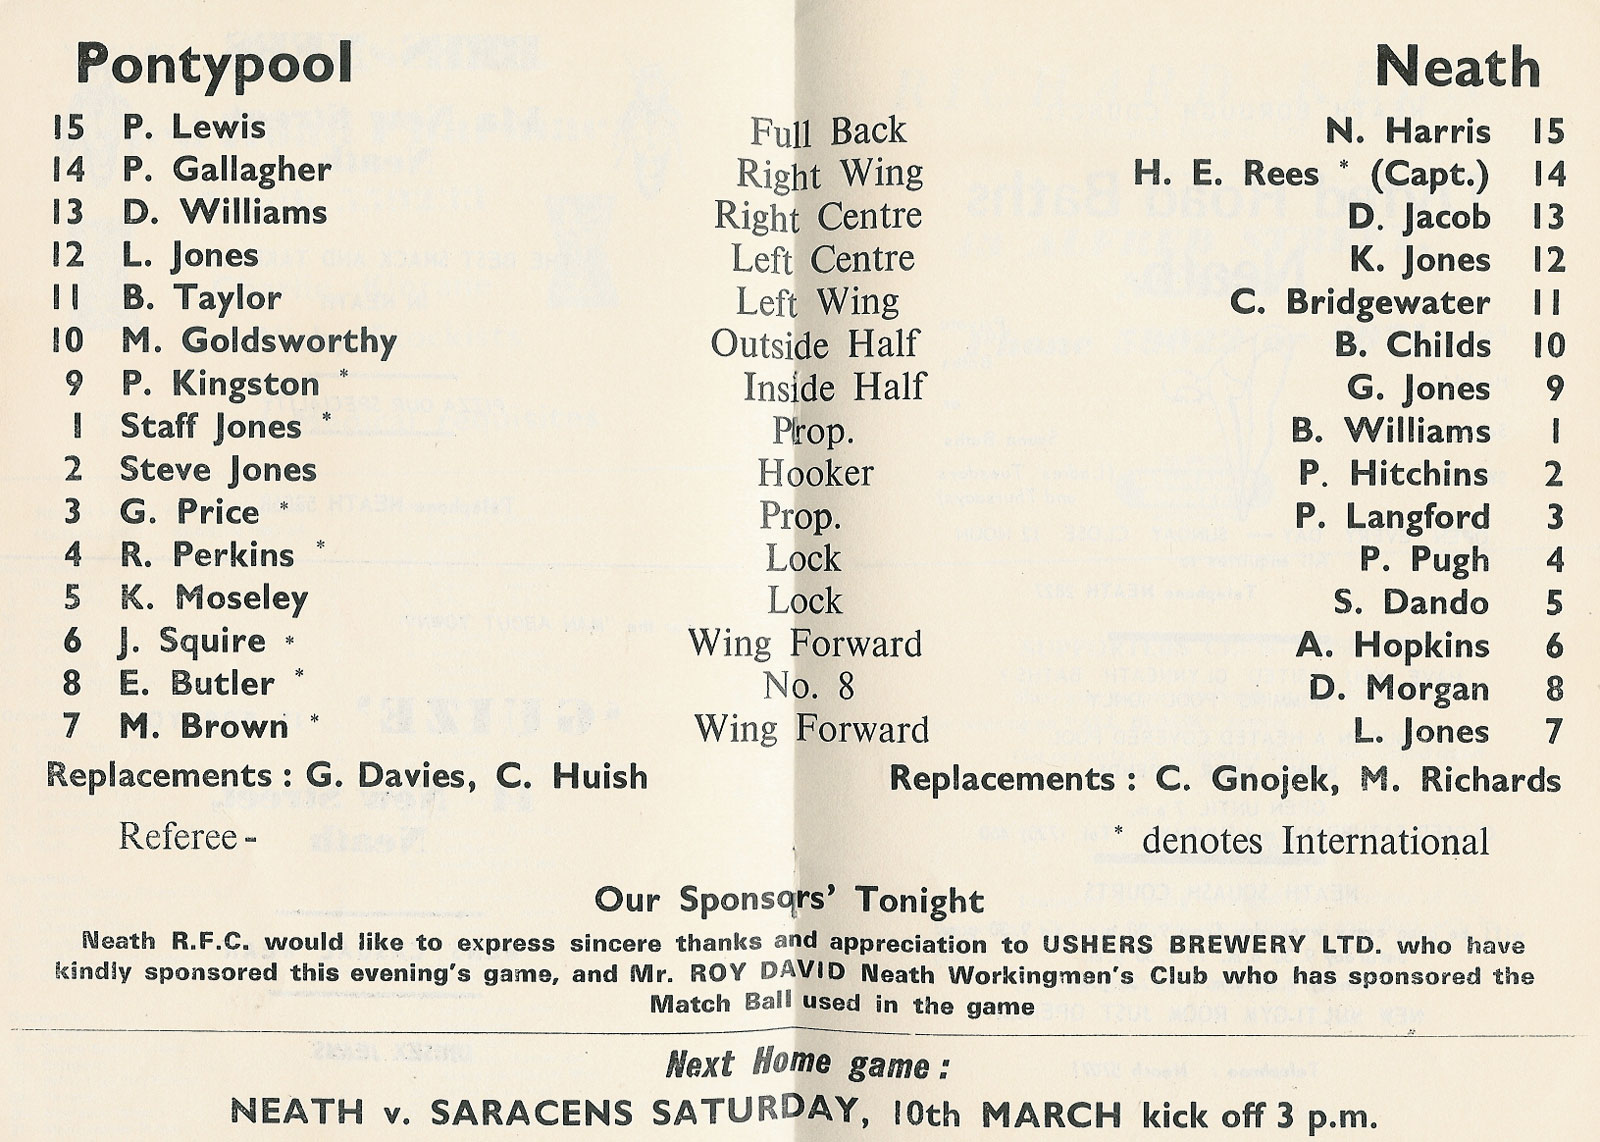 Pontypool Neath
15 P. Lewis Full Back N. Harris 15
14 P. Gallagher Right Wing H. E. Rees * (Capt.) 14
13 D. Williams Right Centre D. Jacob 13
12 L. Jones Left Centre K. Jones 12
11 B. Taylor Left Wing C. Bridgewater 11
10 M. Goldsworthy Outside Half B. Childs 10
9 P. Kingston * Inside Half G. Jones 9
1 Staff Jones * Prop. B. Williams 1
2 Steve Jones Hooker P. Hitchins 2
3 G. Price * Prop. P. Langford 3
4 R. Perkins * Lock P. Pugh 4
5 K. Moseley Lock S. Dando 5
6 J. Squire * Wing Forward A. Hopkins 6
8 E. Butler * No. 8 D. Morgan 8
7 M. Brown * Wing Forward L. Jones 7
Replacements : G. Davies, C. Huish Replacements : C. Gnojek, M. Richards
Referee - * denotes International
Our Sponsors' Tonight
Neath R.F.C. would like to express sincere thanks and appreciation to USHERS BREWERY LTD. who have
kindly sponsored this evening's game, and Mr. ROY DAVID Neath Workingmen's Club who has sponsored the
Match Ball used in the game
Next Home game :
NEATH v. SARACENS SATURDAY, 10th MARCH kick off 3 p.m.